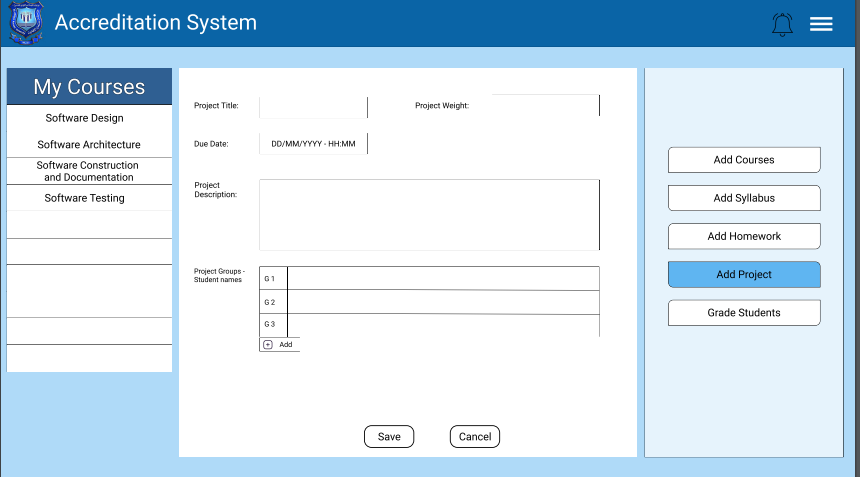 Accreditation System
My Courses
Software Design
Software Architecture
Software Construction
and Documentation
Software Testing
Project Title:
Project Weight:
Due Date:
DD/MM/YYYY - HH:MM
Project
Description:
Project Groups -
Student names
G 1
G 2
G 3
Add
Save
Cancel
Add Courses
Add Syllabus
Add Homework
Add Project
Grade Students